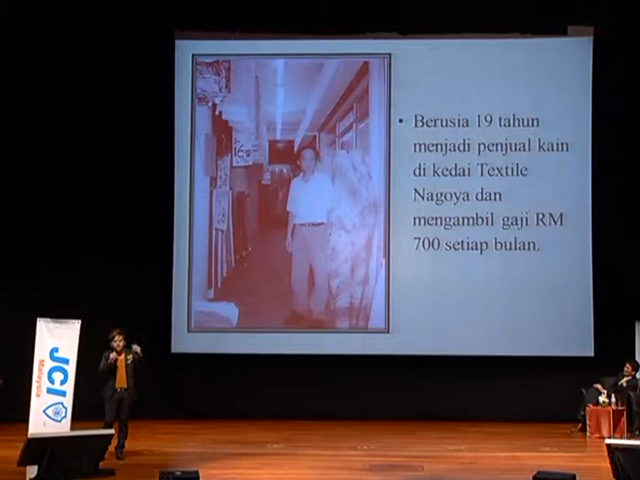 • Berusia 19 tahun
menjadi penjual kain
di kedai Textile
Nagoya dan
mengambil gaji RM
700 setiap bulan.
JCI
Malaysia